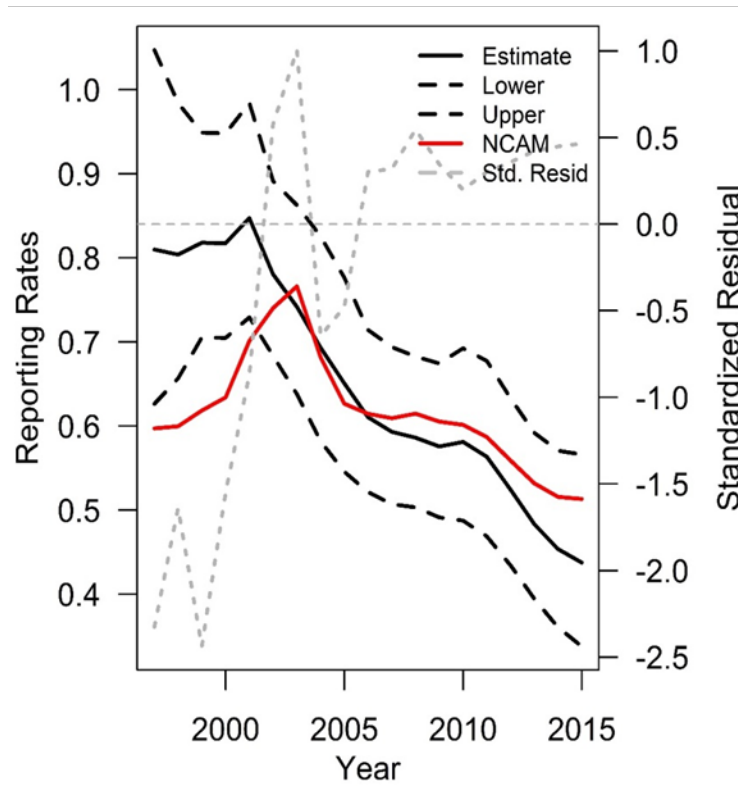 Estimate
Lower
Upper
NCAM
Std. Resid
Reporting Rates
1.0
0.9
0.8
0.7
0.6
0.5
0.4
1.0
0.5
0.0
-0.5
-1.0
-1.5
-2.0
-2.5
Standardized Residual
2000 2005 2010 2015
Year